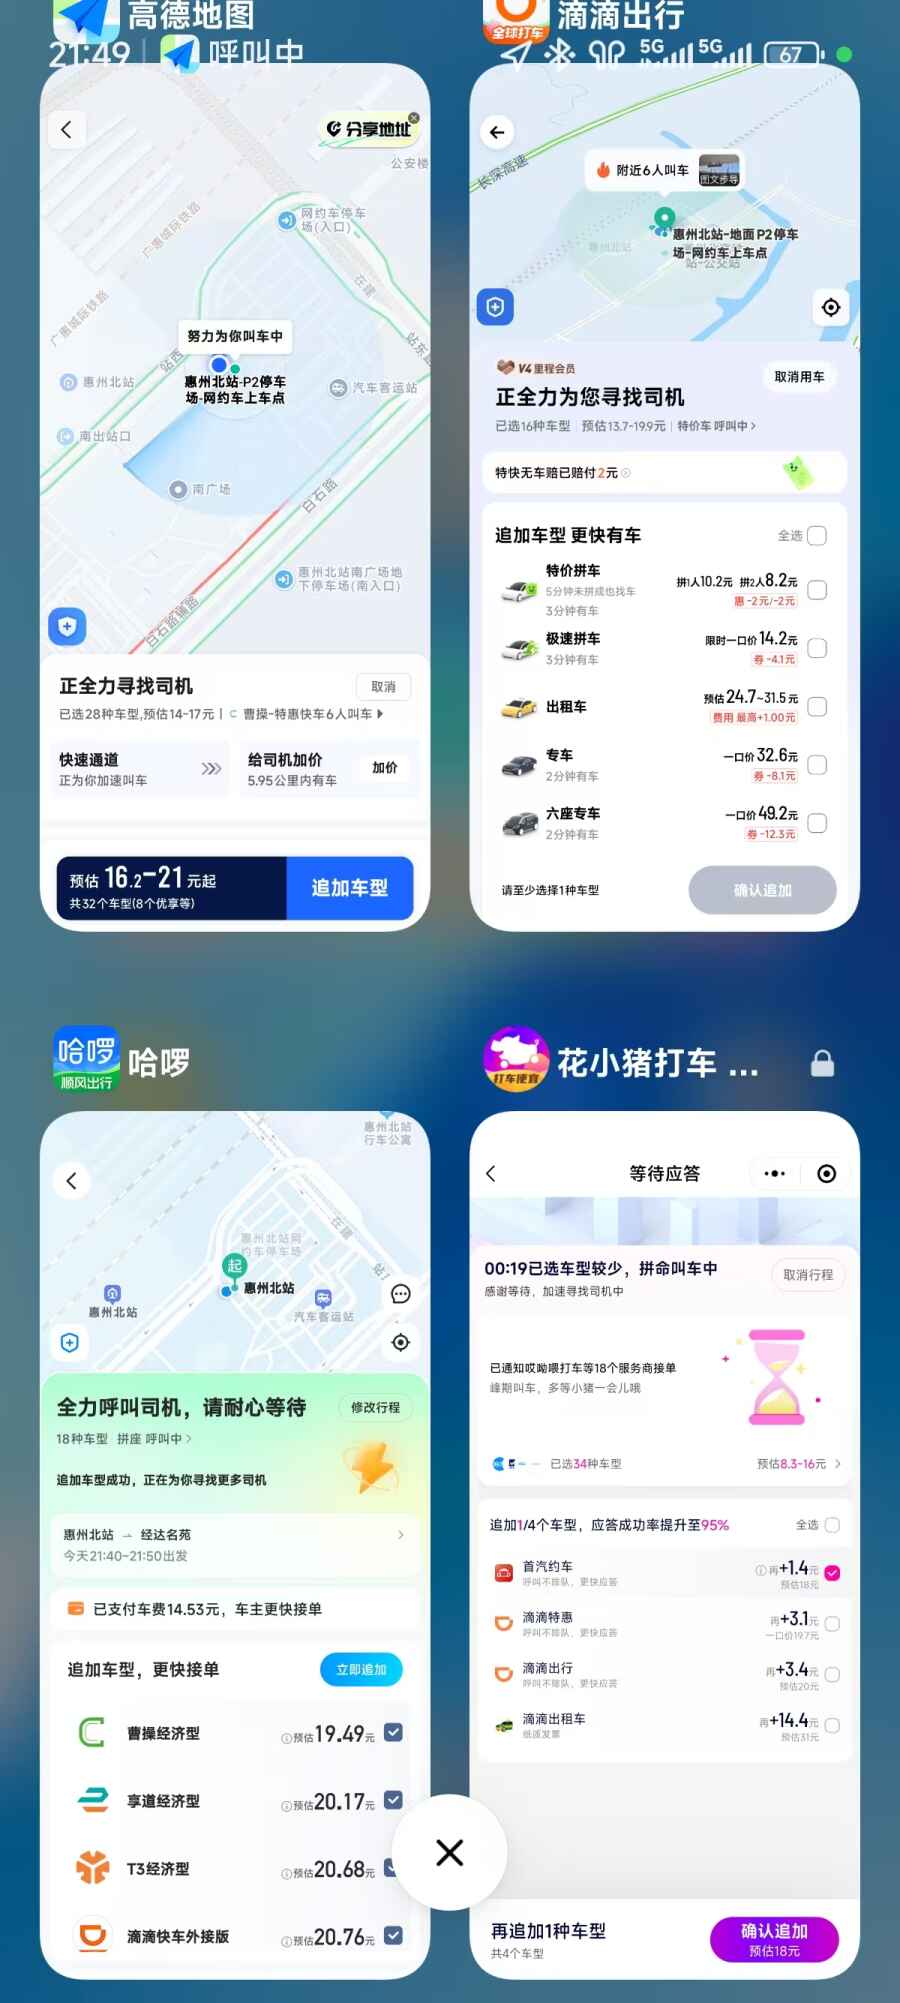 高德地图
21:49
呼叫中
分享地址
公安楼
网约车停车
场(入口)
广惠城际铁路
广惠城际铁路
在建
站西
站东
努力为你叫车中
惠州北站-P2停车
场-网约车上车点
惠州北站
汽车客运站
南出站口
南广场
白石路
惠州北站南广场地
下停车场(南入口)
白石路辅路
正全力寻找司机
取消
已选28种车型,预估14-17元 | 曹操-特惠快车6人叫车
快速通道
正为你加速叫车
给司机加价
5.95公里内有车
加价
预估 16.2-21 元起
共32个车型(8个优享等)
追加车型
滴滴出行
全球打车
5G
5G
67
长深高速
附近6人叫车
图文步导
惠州北站-地面 P2停车
场-网约车上车点
惠州北站
站-公交站
V4里程会员
正全力为您寻找司机
取消用车
已选16种车型 | 预估13.7-19.9元 | 特价车 呼叫中
特快无车赔已赔付2元
追加车型 更快有车
全选
特价拼车
5分钟未拼成也找车
3分钟有车
拼1人10.2元 拼2人8.2元
惠 -2元/-2元
极速拼车
3分钟有车
限时一口价14.2元
券 -4.1元
出租车
预估24.7~31.5元
费用 最高+1.00元
专车
2分钟有车
一口价32.6元
券 -8.1元
六座专车
2分钟有车
一口价49.2元
券 -12.3元
请至少选择1种车型
确认追加
哈啰
顺风出行
哈啰
惠州北站
行车公寓
在建
惠州北站网
约车停车场
起
惠州北站
惠州北站
汽车客运站
全力呼叫司机，请耐心等待
修改行程
18种车型 拼座 呼叫中
追加车型成功，正在为你寻找更多司机
惠州北站 → 经达名苑
今天21:40-21:50出发
已支付车费14.53元，车主更快接单
追加车型，更快接单
立即追加
曹操经济型
预估19.49元
享道经济型
预估20.17元
T3经济型
预估20.68元
滴滴快车外接版
预估20.76元
打车便宜
花小猪打车 ...
等待应答
00:19已选车型较少，拼命叫车中
感谢等待，加速寻找司机中
取消行程
已通知哎呦喂打车等18个服务商接单
峰期叫车，多等小猪一会儿哦
已选34种车型
预估8.3-16元
追加1/4个车型，应答成功率提升至95%
全选
首汽约车
呼叫不排队，更快应答
再+1.4元
预估18元
滴滴特惠
呼叫不排队，更快应答
再+3.1元
一口价19.7元
滴滴出行
呼叫不排队，更快应答
再+3.4元
预估20元
滴滴出租车
纸质发票
再+14.4元
预估31元
再追加1种车型
共4个车型
确认追加
预估18元